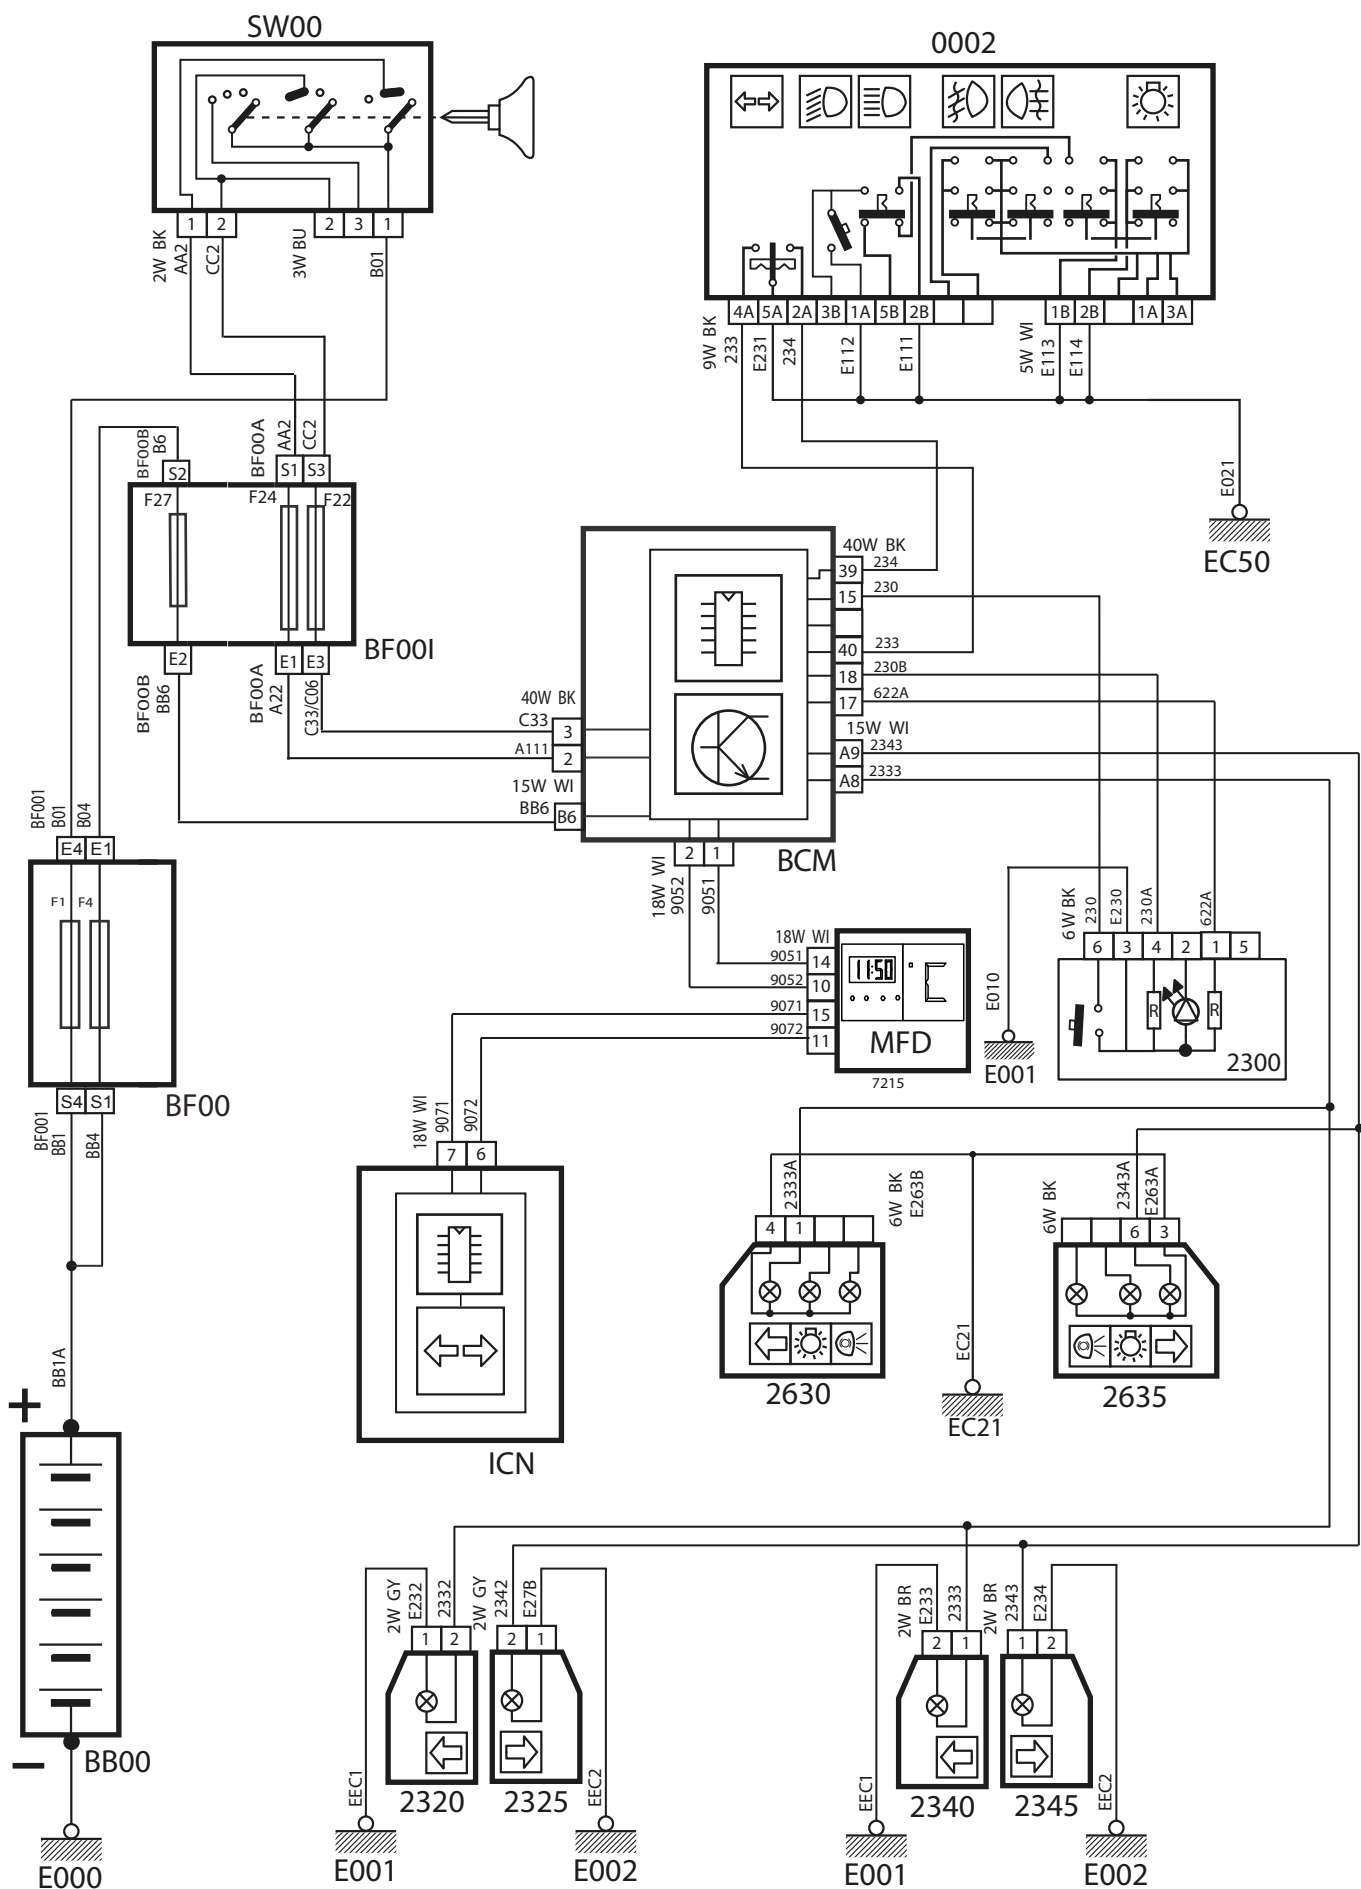 SW00
1
2
2
3
1
2W BK
AA2
CC2
3W BU
B01
0002
4A
5A
2A
3B
1A
5B
2B
1B
2B
1A
3A
9W BK
233
E231
234
E112
E111
5W WI
E113
E114
E021
EC50
BF00B
B6
BF00A
AA2
CC2
S2
S1
S3
F27
F24
F22
BF00I
E2
E1
E3
BF00B
BB6
BF00A
A22
C33/C06
40W BK
C33
3
A111
2
15W WI
BB6
B6
40W BK
39
234
15
230
40
233
18
230B
17
622A
15W WI
A9
2343
A8
2333
BCM
2
1
18W WI
9052
9051
BF001
B01
B04
E4
E1
F1
F4
S4
S1
BF00
BF001
BB1
BB4
BB1A
+
−
BB00
E000
18W WI
9051
14
9052
10
9071
15
9072
11
11:50
MFD
7215
E010
E001
6W BK
230
E230
230A
622A
6
3
4
2
1
5
R
R
2300
18W WI
9071
9072
7
6
ICN
2333A
6W BK
E263B
4
1
2630
EC21
EC21
6W BK
2343A
E263A
6
3
2635
2W GY
E232
2332
1
2
2320
EEC1
E001
2W GY
2342
E27B
2
1
2325
EEC2
E002
2W BR
E233
2333
2
1
2340
EEC1
E001
2W BR
2343
E234
1
2
2345
EEC2
E002